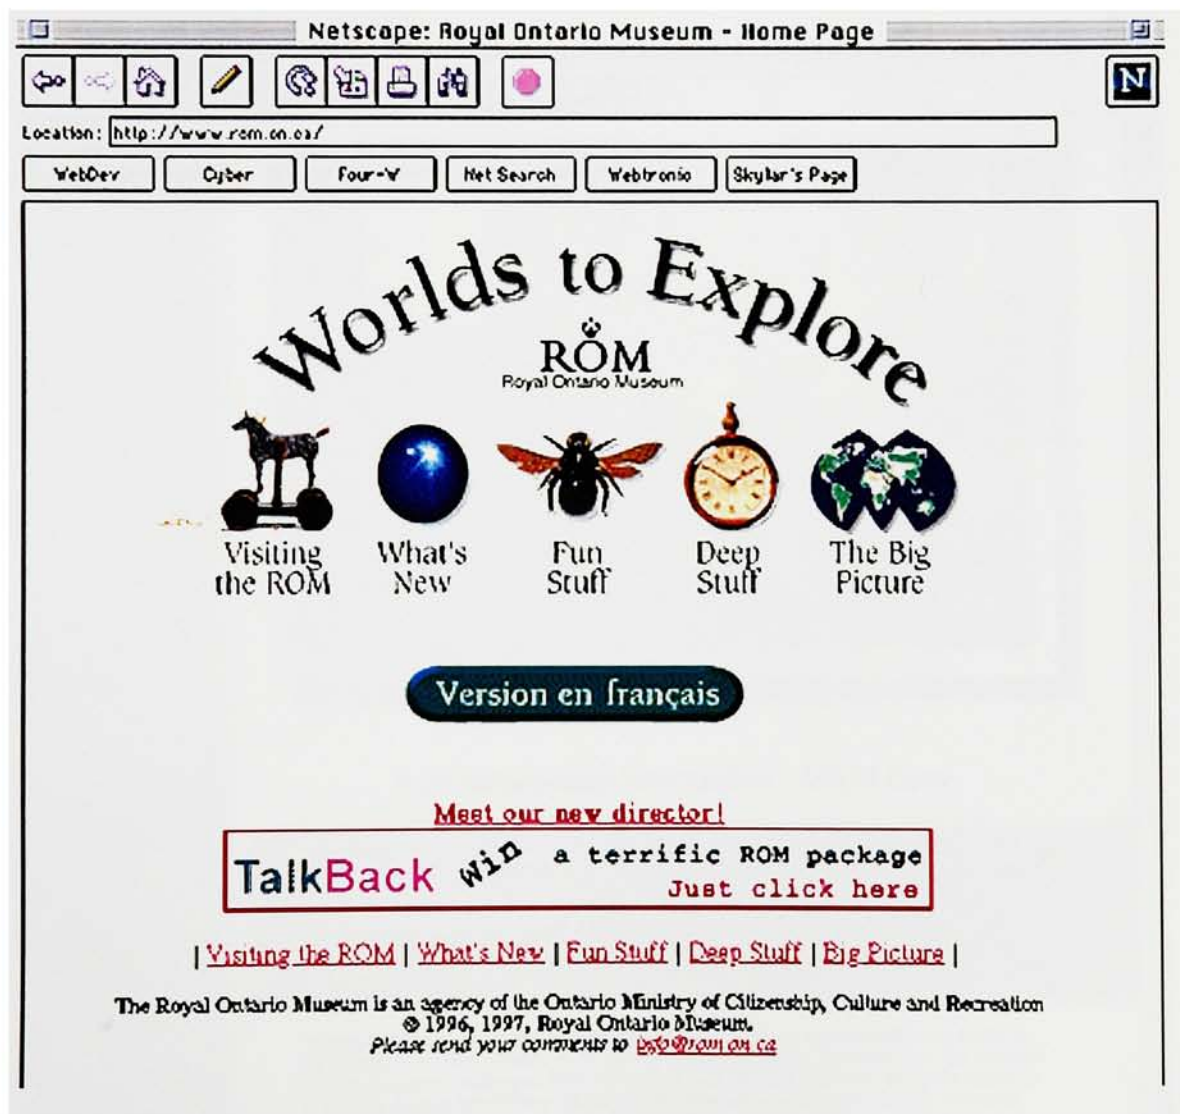 Netscape: Royal Ontario Museum - Home Page
N
Location: http://www.rom.on.ca/
WebDev Cyber Four-W Net Search Webtronic Skylar's Page
Worlds to Explore
ROM
Royal Ontario Museum
Visiting the ROM
What's New
Fun Stuff
Deep Stuff
The Big Picture
Version en français
Meet our new director!
TalkBack Win a terrific ROM package
Just click here
| Visiting the ROM | What's New | Fun Stuff | Deep Stuff | Big Picture |
The Royal Ontario Museum is an agency of the Ontario Ministry of Citizenship, Culture and Recreation
© 1996, 1997, Royal Ontario Museum.
Please send your comments to info@rom.on.ca